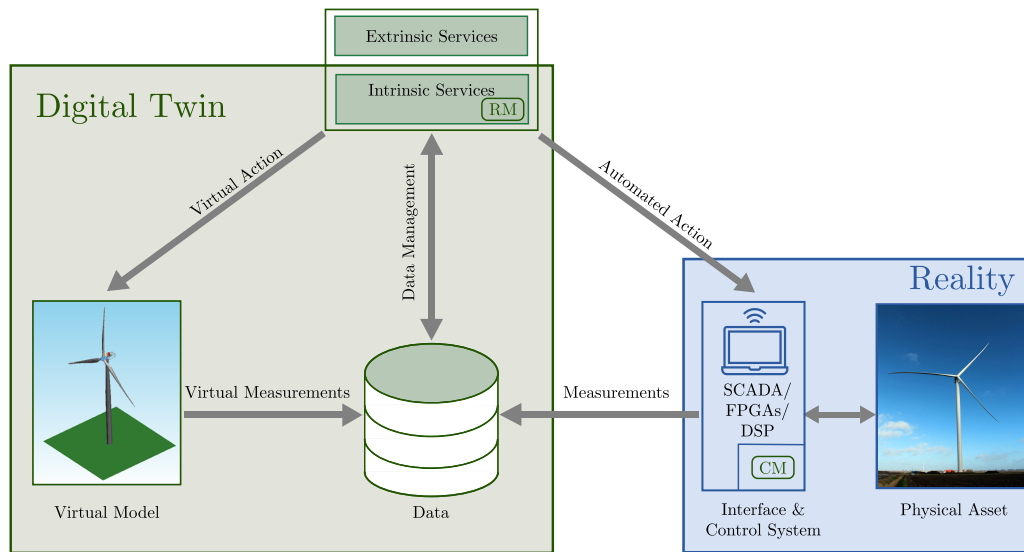 Extrinsic Services
Intrinsic Services
RM
Digital Twin
Virtual Action
Data Management
Automated Action
Reality
SCADA/
FPGAs/
DSP
CM
Virtual Measurements
Measurements
Virtual Model
Data
Interface &
Control System
Physical Asset